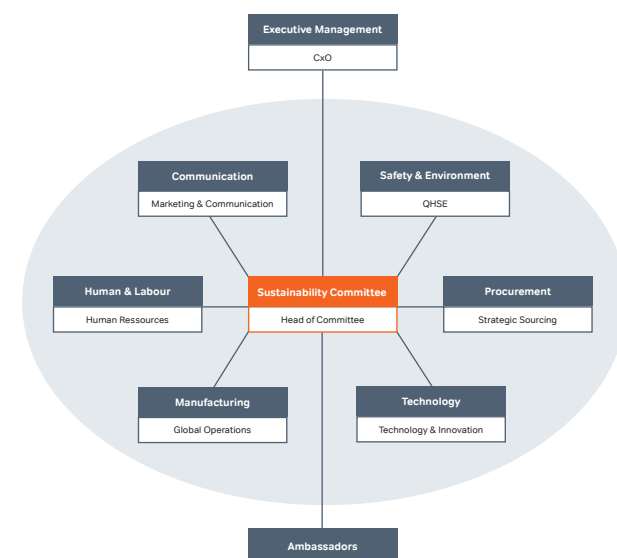 Executive Management
CxO
Communication
Marketing & Communication
Safety & Environment
QHSE
Human & Labour
Human Ressources
Sustainability Committee
Head of Committee
Procurement
Strategic Sourcing
Manufacturing
Global Operations
Technology
Technology & Innovation
Ambassadors